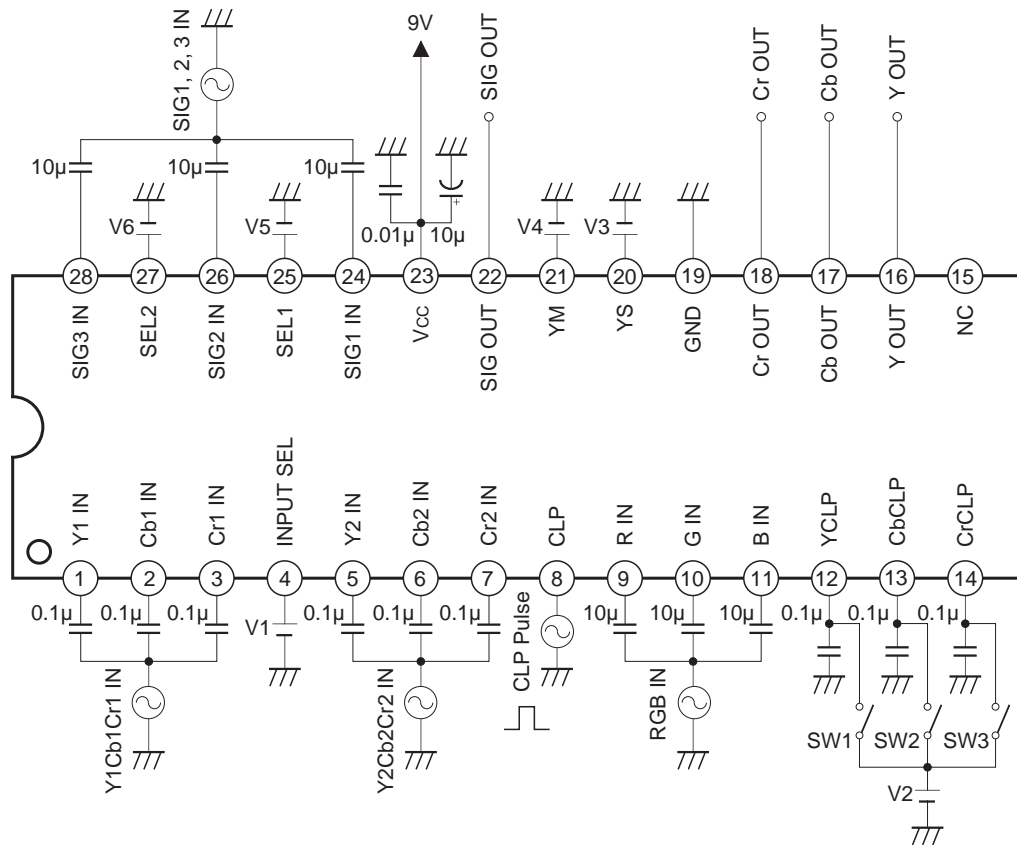 SIG1, 2, 3 IN
9V
SIG OUT
Cr OUT
Cb OUT
Y OUT
10μ
10μ
10μ
V6
V5
0.01μ
10μ
+
V4
V3
28
27
26
25
24
23
22
21
20
19
18
17
16
15
SIG3 IN
SEL2
SIG2 IN
SEL1
SIG1 IN
Vcc
SIG OUT
YM
YS
GND
Cr OUT
Cb OUT
Y OUT
NC
Y1 IN
Cb1 IN
Cr1 IN
INPUT SEL
Y2 IN
Cb2 IN
Cr2 IN
CLP
R IN
G IN
B IN
YCLP
CbCLP
CrCLP
1
2
3
4
5
6
7
8
9
10
11
12
13
14
0.1μ
0.1μ
0.1μ
V1
0.1μ
0.1μ
0.1μ
CLP Pulse
10μ
10μ
10μ
0.1μ
0.1μ
0.1μ
Y1Cb1Cr1 IN
Y2Cb2Cr2 IN
RGB IN
SW1
SW2
SW3
V2